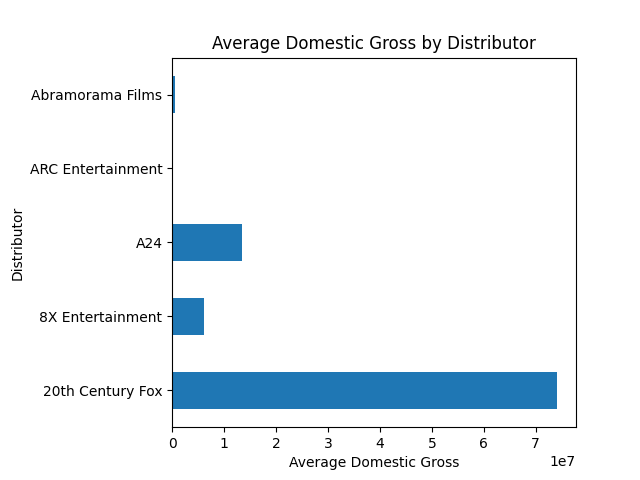 Average Domestic Gross by Distributor
Distributor
Abramorama Films
ARC Entertainment
A24
8X Entertainment
20th Century Fox
0 1 2 3 4 5 6 7
1e7
Average Domestic Gross